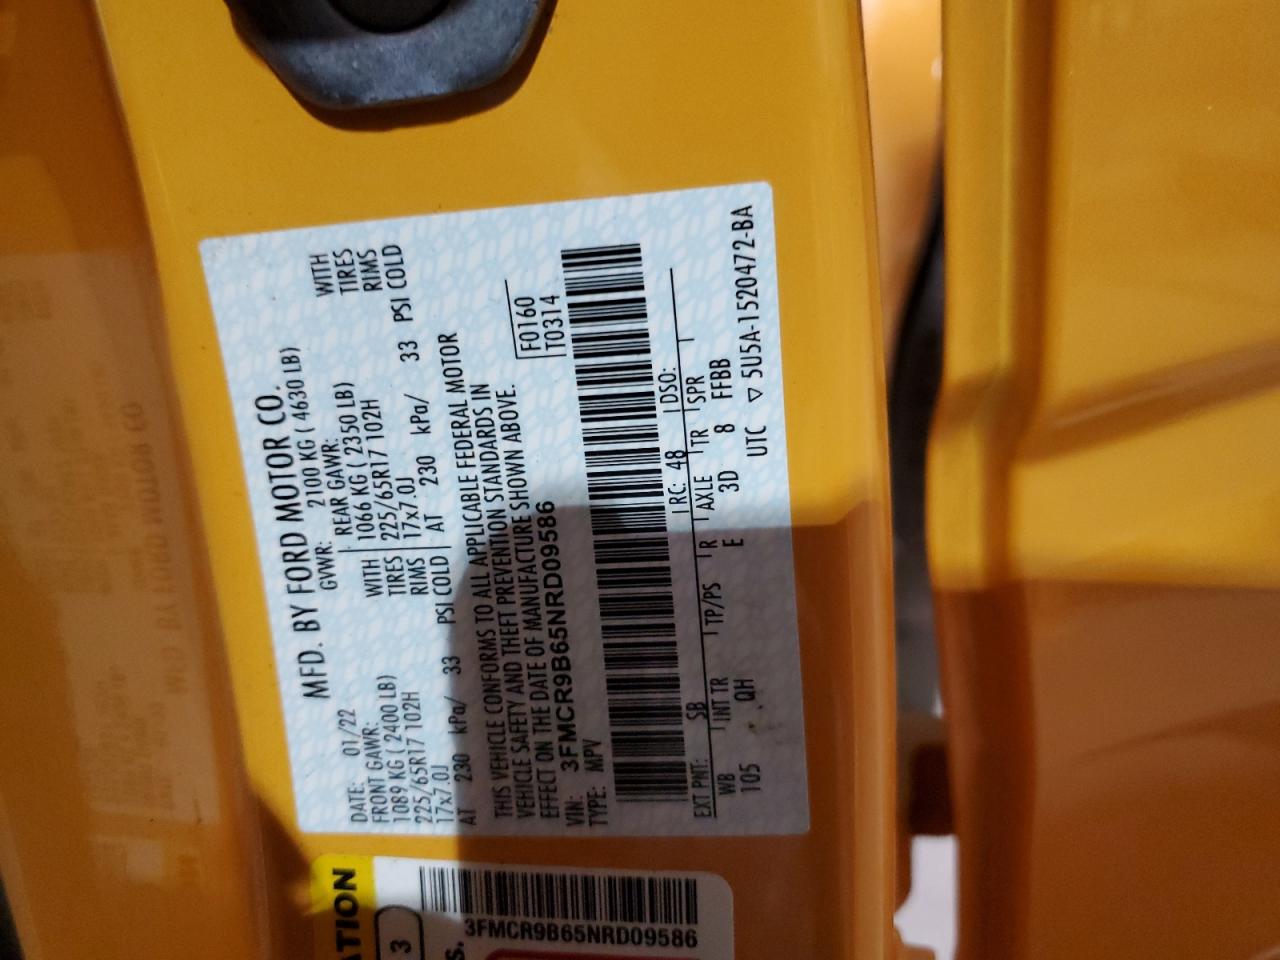 MFD. BY FORD MOTOR CO.
DATE: 01/22 GVWR: 2100 KG ( 4630 LB)
FRONT GAWR: REAR GAWR:
1089 KG ( 2400 LB) WITH 1066 KG ( 2350 LB) WITH
225/65R17 102H TIRES 225/65R17 102H TIRES
17x7.0J RIMS 17x7.0J RIMS
AT 230 kPa/ 33 PSI COLD AT 230 kPa/ 33 PSI COLD
THIS VEHICLE CONFORMS TO ALL APPLICABLE FEDERAL MOTOR
VEHICLE SAFETY AND THEFT PREVENTION STANDARDS IN
EFFECT ON THE DATE OF MANUFACTURE SHOWN ABOVE.
VIN: 3FMCR9B65NRD09586 F0160
TYPE: MPV T0314
EXT PNT: SB RC: 48 DSO:
WB INT TR TP/PS R AXLE TR SPR
105 QH E 3D 8 FFBB
UTC ▽ 5U5A-1520472-BA
ATION
3
3FMCR9B65NRD09586
S.